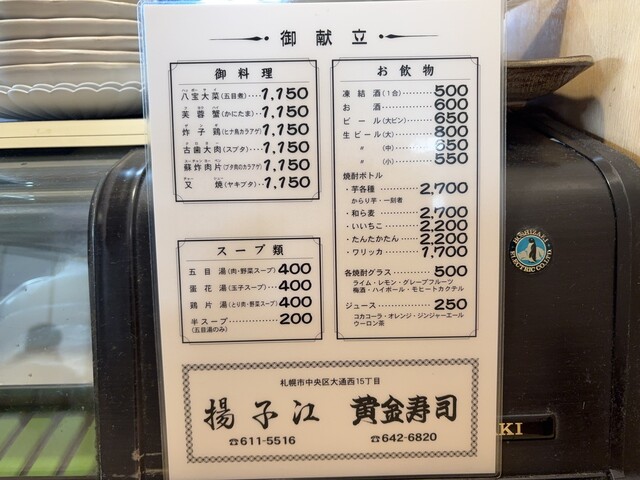 御献立
御料理
八宝大菜(五目煮)‥‥1,150
芙蓉蟹(かにたま)‥‥1,150
炸子鶏(ヒナ鳥カラアゲ)1,150
古歯大肉(スブタ)‥‥1,150
蘇炸肉片(ブタ肉のカラアゲ)1,150
叉焼(ヤキブタ)‥‥1,150
スープ類
五目湯(肉・野菜スープ)400
蛋花湯(玉子スープ)‥‥400
鶏片湯(とり肉・野菜スープ)400
半スープ‥‥‥‥200
(五目湯のみ)
お飲物
凍結酒(1合)‥‥‥500
お酒‥‥‥‥600
ビール(大ビン)‥‥650
生ビール(大)‥‥‥800
〃(中)‥‥‥650
〃(小)‥‥‥550
焼酎ボトル
・芋各種‥‥‥‥2,700
からり芋・一刻者
・和ら麦‥‥‥‥2,700
・いいちこ‥‥‥2,200
・たんたかたん‥‥2,200
・ワリッカ‥‥‥1,700
各焼酎グラス‥‥‥500
ライム・レモン・グレープフルーツ
梅酒・ハイボール・モヒートカクテル
ジュース‥‥‥‥250
コカコーラ・オレンジ・ジンジャーエール
ウーロン茶
札幌市中央区大通西15丁目
揚子江 黄金寿司
☎611-5516 ☎642-6820
HOSHIZAKI
ELECTRIC CO., LTD.
KI